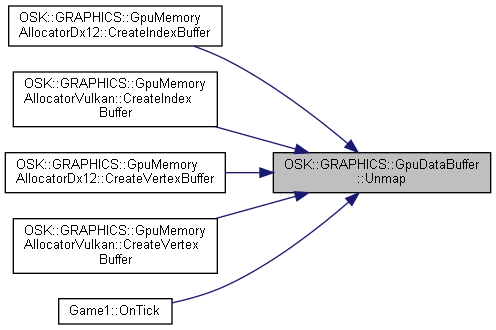 OSK::GRAPHICS::GpuMemory
AllocatorDx12::CreateIndexBuffer
OSK::GRAPHICS::GpuMemory
AllocatorVulkan::CreateIndex
Buffer
OSK::GRAPHICS::GpuMemory
AllocatorDx12::CreateVertexBuffer
OSK::GRAPHICS::GpuMemory
AllocatorVulkan::CreateVertex
Buffer
Game1::OnTick
OSK::GRAPHICS::GpuDataBuffer
::Unmap